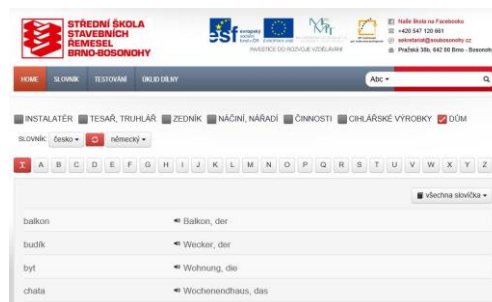 STŘEDNÍ ŠKOLA
STAVEBNÍCH
ŘEMESEL
BRNO-BOSONOHY
esf evropský
INVESTICE DO ROZVOJE VZDĚLÁVÁNÍ
Naše škola na Facebooku
+420 547 120 661
sekretariat@soubosonohy.cz
Pražská 38b, 642 00 Brno - Bosonohy
HOME SLOVNÍK TESTOVÁNÍ ÚKLID DÍLNY
Abc
INSTALATÉR TESAŘ, TRUHLÁŘ ZEDNÍK NÁČINÍ, NÁŘADÍ ČINNOSTI CIHLÁŘSKÉ VÝROBKY DŮM
SLOVNÍK: česko německý
A B C D E F G H I J K L M N O P Q R S T U V W X Y Z
všechna slovíčka
balkon Balkon, der
budík Wecker, der
byt Wohnung, die
chata Wochenendhaus, das